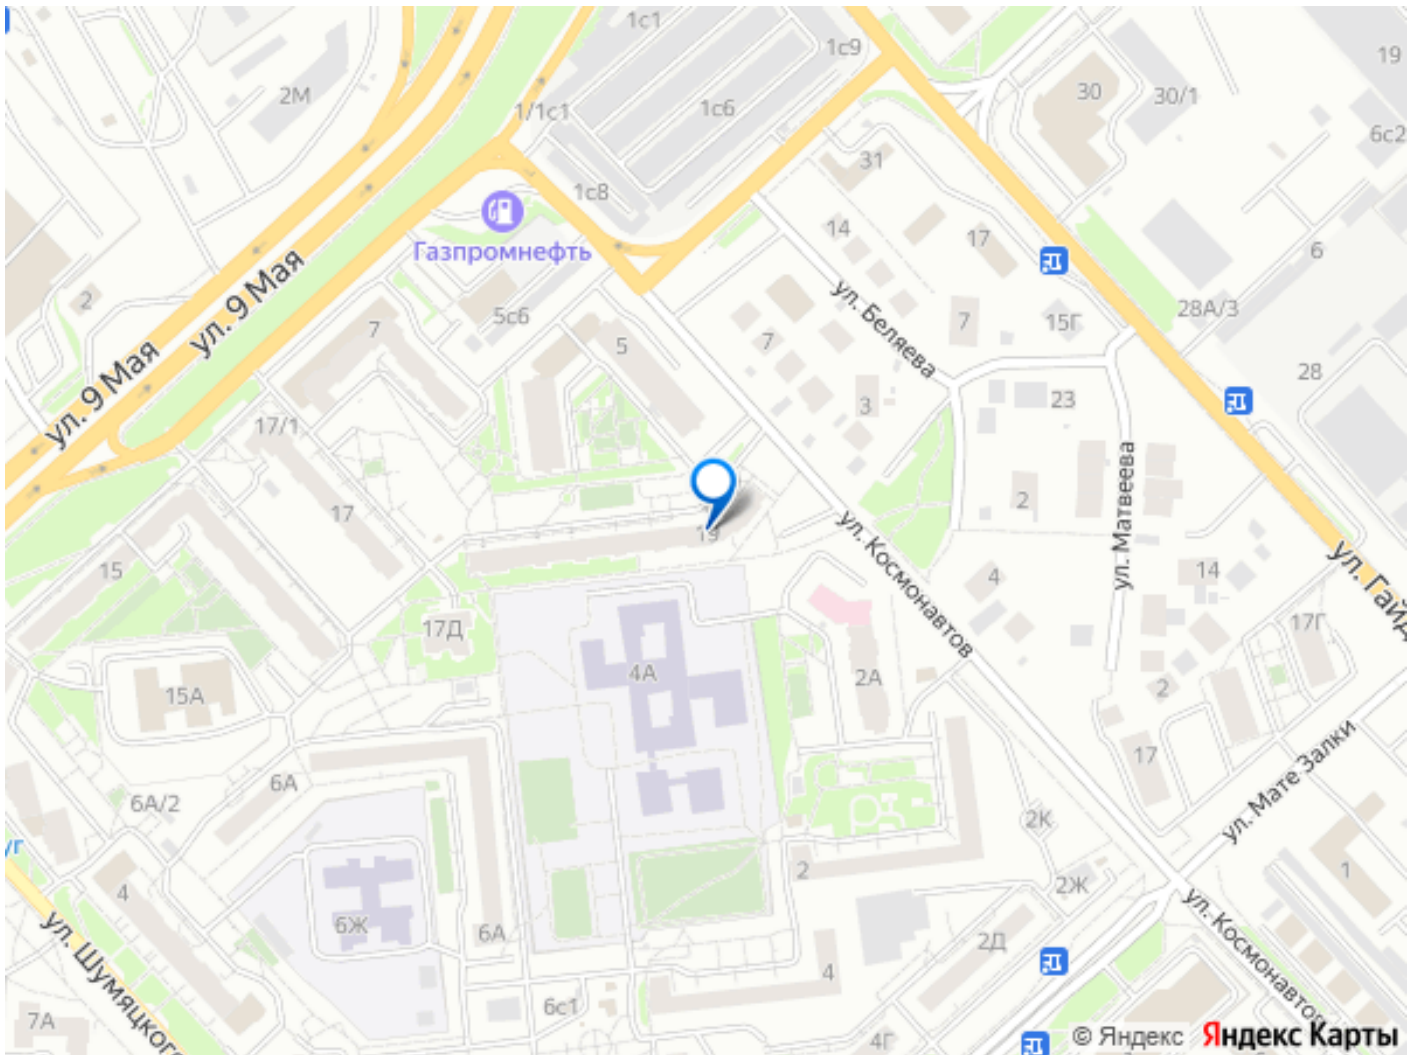 1с1
1с9
19
2М
1с6
30
30/1
1/1с1
6с2
31
1с8
14
17
Газпромнефть
6
ул. 9 Мая
2
5с6
7
5
7
ул. Беляева
7
15Г
28А/3
28
ул. 9 Мая
3
23
17/1
17
2
ул. Матвеева
19
ул. Космонавтов
ул. Гайд
15
4
14
17Д
17Г
15А
4А
2А
2
17
ул. Мате Залки
6А
6А/2
2К
уг
4
2
2Ж
1
6Ж
6А
2Д
ул. Космонавтов
ул. Шумяцкого
4
6с1
7А
4Г
© Яндекс Яндекс Карты